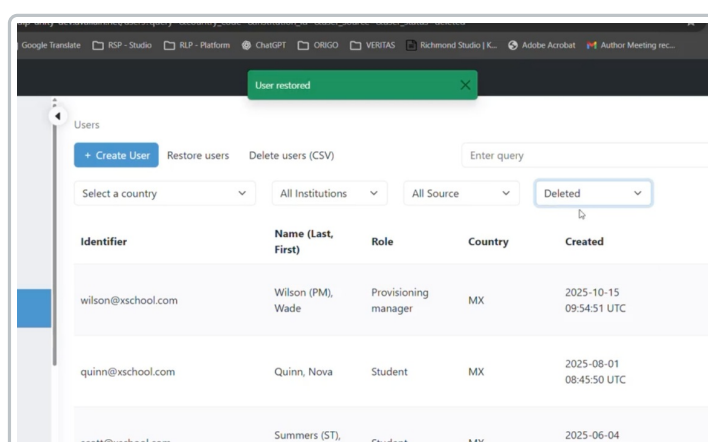 Google Translate RSP - Studio RLP - Platform ChatGPT ORIGO VERITAS Richmond Studio | K... Adobe Acrobat Author Meeting rec...
User restored
Users
+ Create User Restore users Delete users (CSV) Enter query
Select a country All Institutions All Source Deleted
Identifier Name (Last, First) Role Country Created
wilson@xschool.com Wilson (PM), Wade Provisioning manager MX 2025-10-15 09:54:51 UTC
quinn@xschool.com Quinn, Nova Student MX 2025-08-01 08:45:50 UTC
Summers (ST), Student MX 2025-06-04